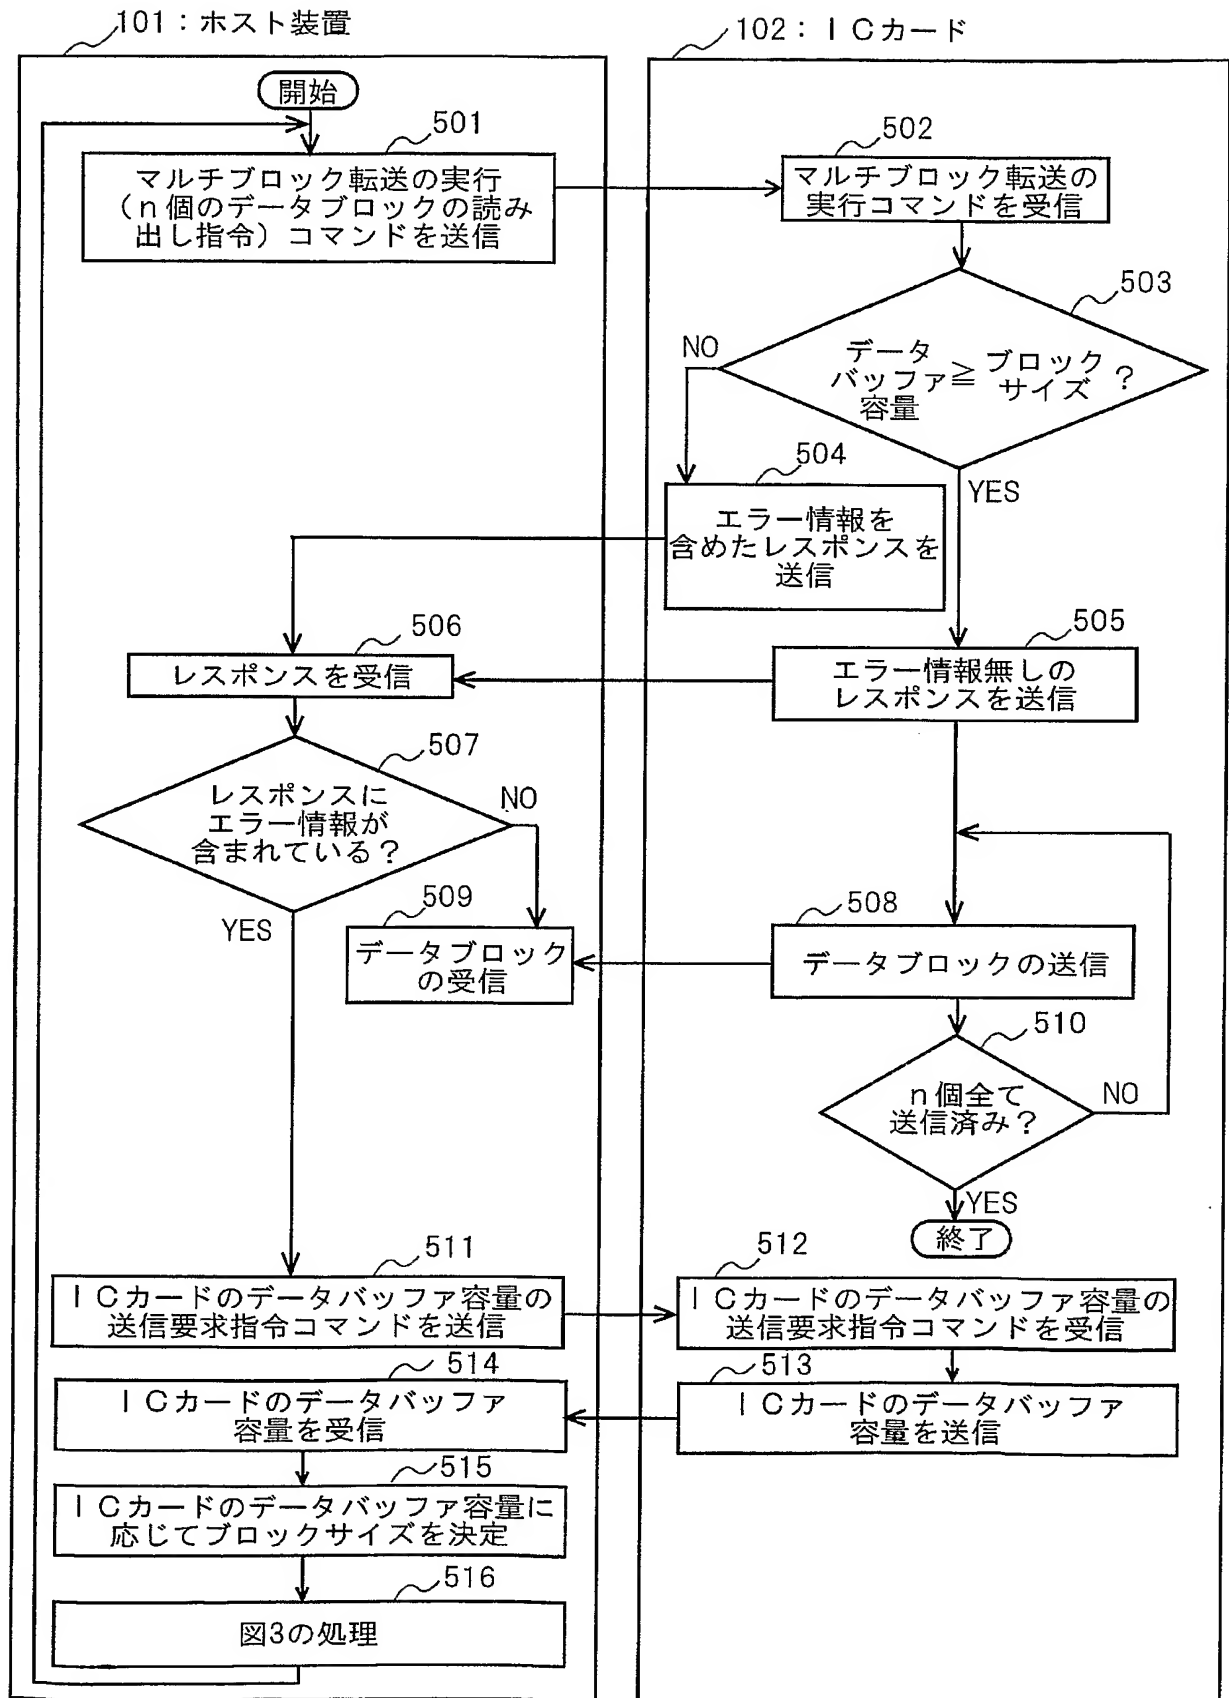 101：ホスト装置
102：ＩＣカード
開始
501
マルチブロック転送の実行
（ｎ個のデータブロックの読み
出し指令）コマンドを送信
502
マルチブロック転送の
実行コマンドを受信
503
データ
バッファ
容量
≧
ブロック
サイズ
？
NO
YES
504
エラー情報を
含めたレスポンスを
送信
505
エラー情報無しの
レスポンスを送信
506
レスポンスを受信
507
レスポンスに
エラー情報が
含まれている？
NO
YES
509
データブロック
の受信
508
データブロックの送信
510
ｎ個全て
送信済み？
NO
YES
終了
511
ＩＣカードのデータバッファ容量の
送信要求指令コマンドを送信
512
ＩＣカードのデータバッファ容量の
送信要求指令コマンドを受信
513
ＩＣカードのデータバッファ
容量を送信
514
ＩＣカードのデータバッファ
容量を受信
515
ＩＣカードのデータバッファ容量に
応じてブロックサイズを決定
516
図3の処理